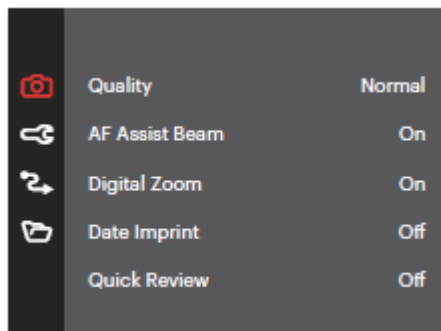 Quality Normal
AF Assist Beam On
Digital Zoom On
Date Imprint Off
Quick Review Off